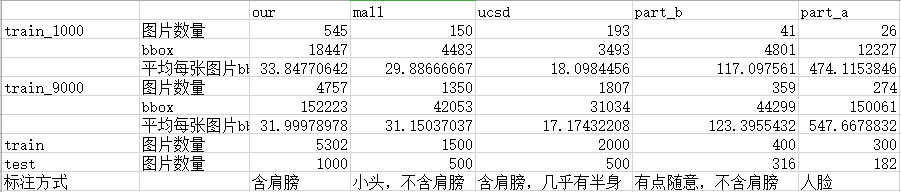 our mall ucsd part_b part_a
train_1000 图片数量 545 150 193 41 26
bbox 18447 4483 3493 4801 12327
平均每张图片bb 33.84770642 29.88666667 18.0984456 117.097561 474.1153846
train_9000 图片数量 4757 1350 1807 359 274
bbox 152223 42053 31034 44299 150061
平均每张图片bb 31.99978978 31.15037037 17.17432208 123.3955432 547.6678832
train 图片数量 5302 1500 2000 400 300
test 图片数量 1000 500 500 316 182
标注方式 含肩膀 小头，不含肩膀 含肩膀，几乎有半身 有点随意，不含肩膀 人脸